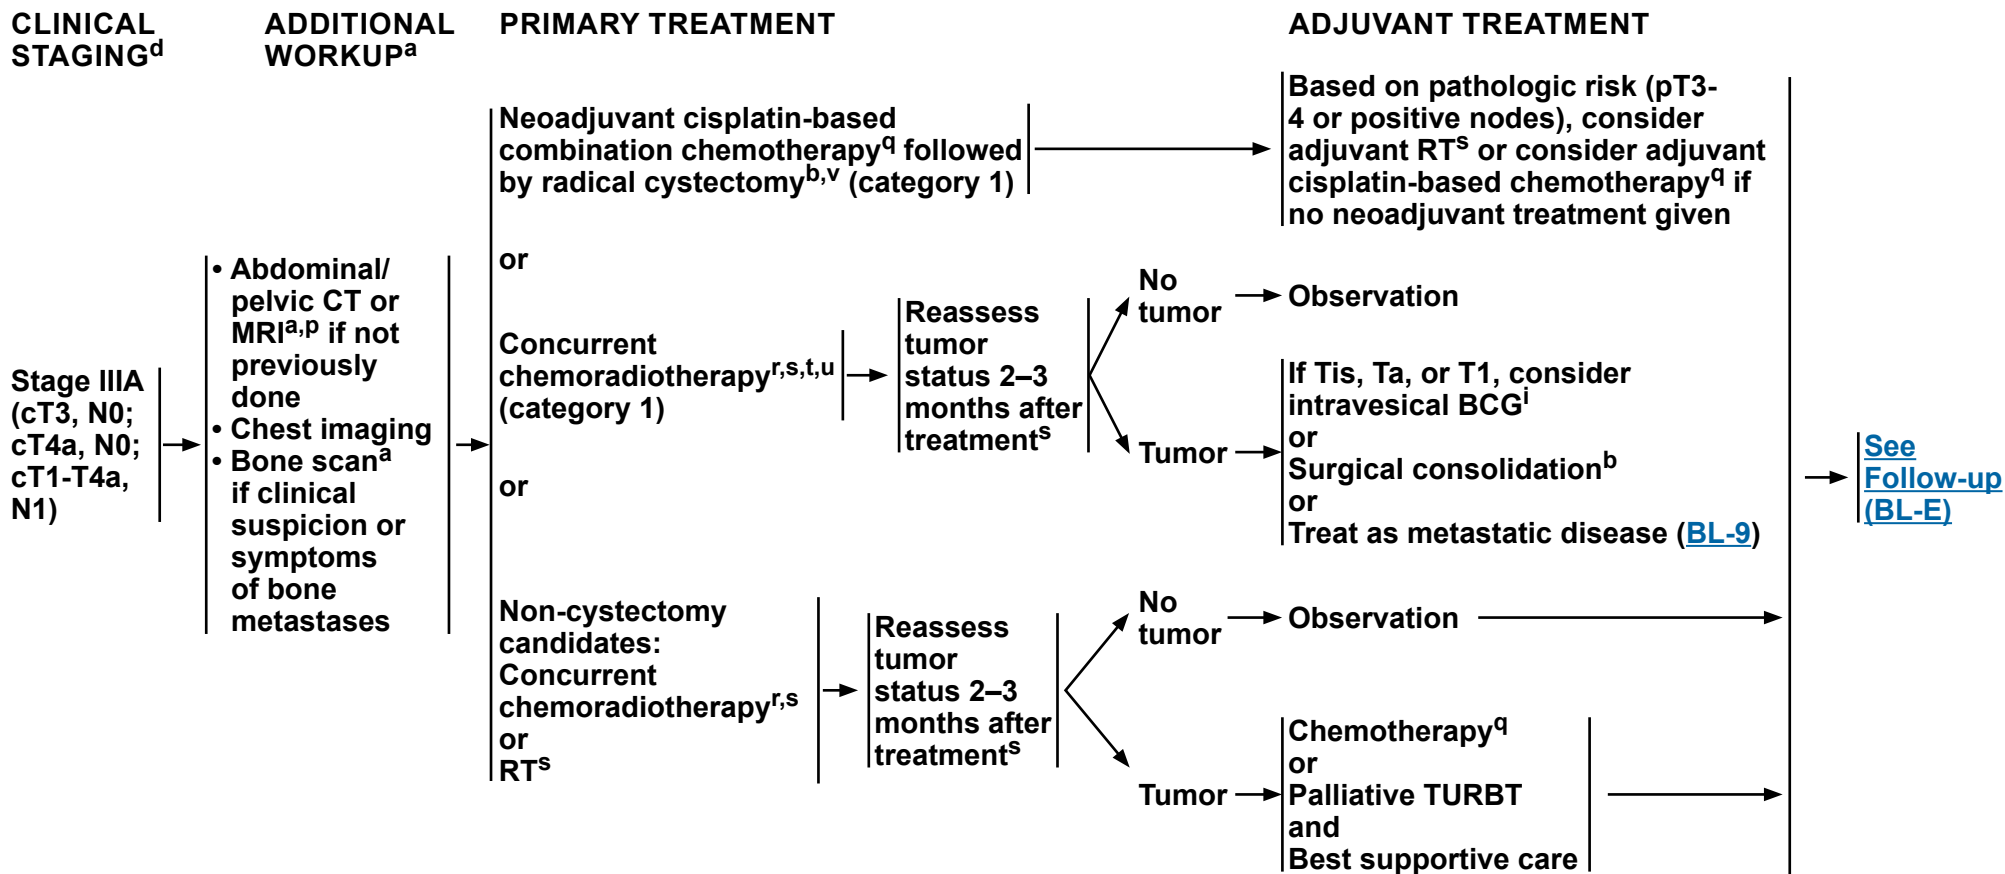 CLINICAL
STAGINGd
ADDITIONAL
WORKUPa
PRIMARY TREATMENT
ADJUVANT TREATMENT
Stage IIIA
(cT3, N0;
cT4a, N0;
cT1-T4a,
N1)
• Abdominal/
pelvic CT or
MRIa,p if not
previously
done
• Chest imaging
• Bone scana
if clinical
suspicion or
symptoms
of bone
metastases
Neoadjuvant cisplatin-based
combination chemotherapyq followed
by radical cystectomyb,v (category 1)
Based on pathologic risk (pT3-
4 or positive nodes), consider
adjuvant RTs or consider adjuvant
cisplatin-based chemotherapyq if
no neoadjuvant treatment given
or
Concurrent
chemoradiotherapyr,s,t,u
(category 1)
Reassess
tumor
status 2–3
months after
treatments
No
tumor
Observation
Tumor
If Tis, Ta, or T1, consider
intravesical BCGi
or
Surgical consolidationb
or
Treat as metastatic disease (BL-9)
or
Non-cystectomy
candidates:
Concurrent
chemoradiotherapyr,s
or
RTs
Reassess
tumor
status 2–3
months after
treatments
No
tumor
Observation
Tumor
Chemotherapyq
or
Palliative TURBT
and
Best supportive care
See
Follow-up
(BL-E)